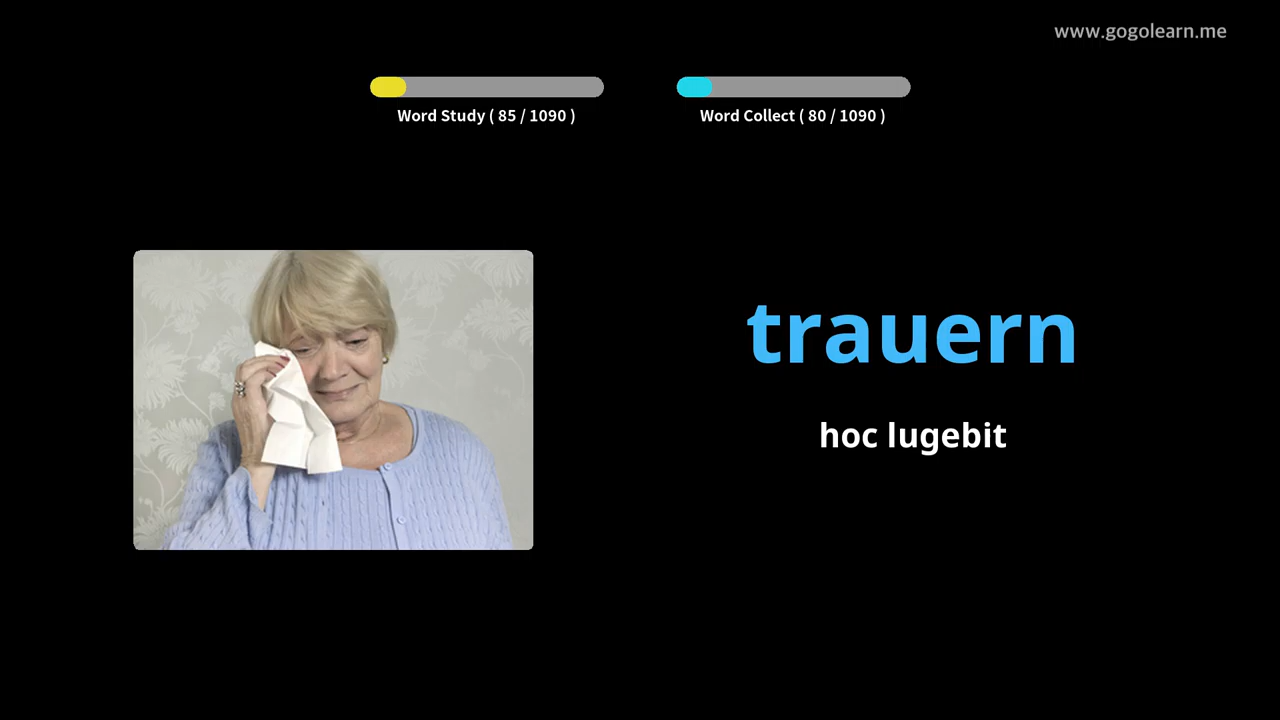 www.gogolearn.me
Word Study ( 85 / 1090 )
Word Collect ( 80 / 1090 )
trauern
hoc lugebit